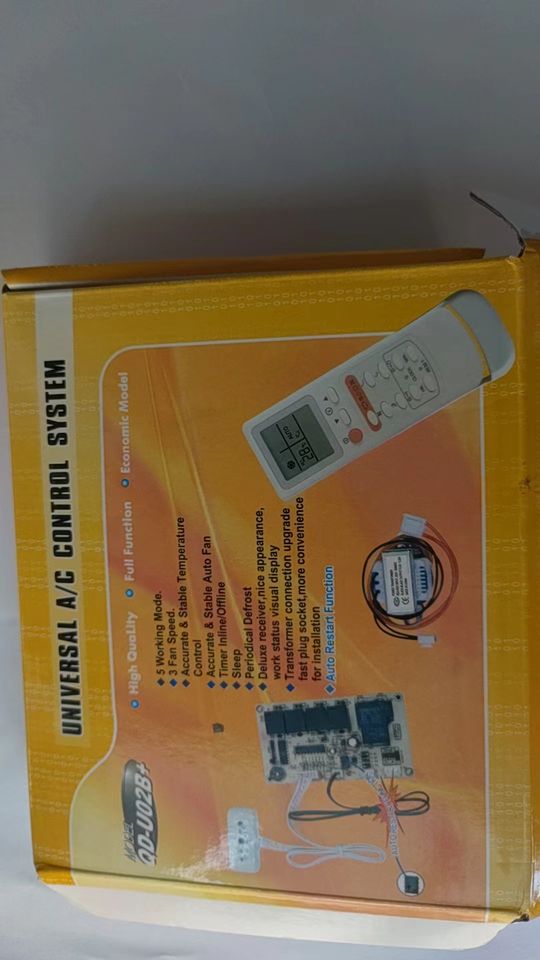 UNIVERSAL A/C CONTROL SYSTEM
High QuaLity Full Function Economic Model
5 Working Mode.
3 Fan Speed.
Accurate & Stable Temperature
Control
Accurate & Stable Auto Fan
Timer Inline/Offline
Sleep
Periodical Defrost
Deluxe receiver,nice appearance,
work status visual display
Transformer connection upgrade
fast plug socket,more convenience
for installation
Auto Restart Function
MODEL
QD-U02B+
AUTO